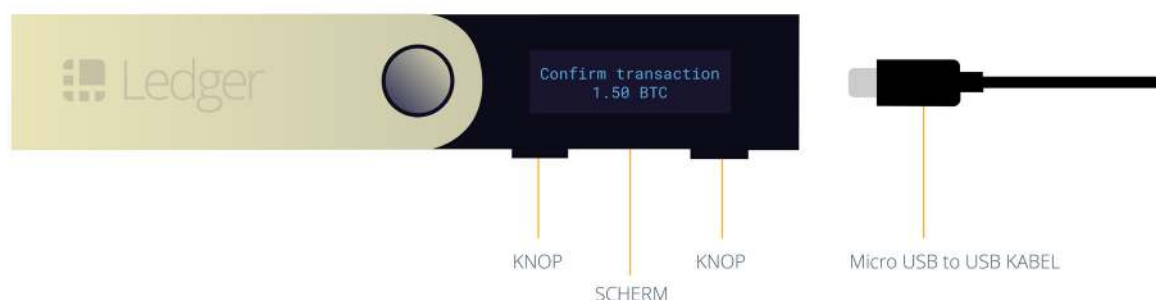 Ledger
Confirm transaction
1.50 BTC
KNOP
KNOP
Micro USB to USB KABEL
SCHERM